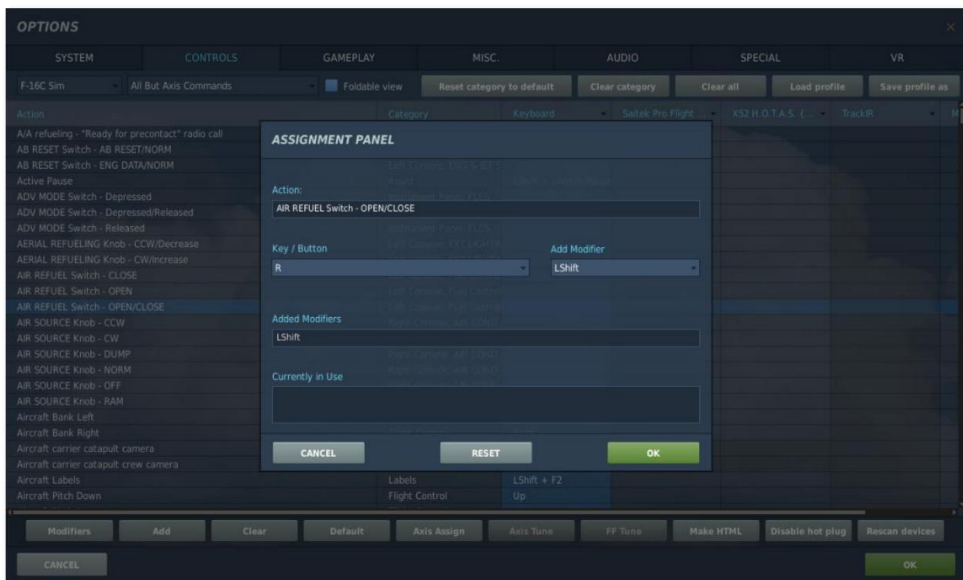 OPTIONS
SYSTEM CONTROLS GAMEPLAY MISC. AUDIO SPECIAL VR
F-16C Sim All But Axis Commands Foldable view Reset category to default Clear category Clear all Load profile Save profile as
Action Category Keyboard Saitek Pro Flight ... X52 H.O.T.A.S. (... TrackIR M
A/A refueling - "Ready for precontact" radio call
AB RESET Switch - AB RESET/NORM
AB RESET Switch - ENG DATA/NORM
Active Pause
ADV MODE Switch - Depressed
ADV MODE Switch - Depressed/Released
ADV MODE Switch - Released
AERIAL REFUELING Knob - CCW/Decrease
AERIAL REFUELING Knob - CW/Increase
AIR REFUEL Switch - CLOSE
AIR REFUEL Switch - OPEN
AIR REFUEL Switch - OPEN/CLOSE
AIR SOURCE Knob - CCW
AIR SOURCE Knob - CW
AIR SOURCE Knob - DUMP
AIR SOURCE Knob - NORM
AIR SOURCE Knob - OFF
AIR SOURCE Knob - RAM
Aircraft Bank Left
Aircraft Bank Right
Aircraft carrier catapult camera
Aircraft carrier catapult crew camera
Aircraft Labels Labels LShift + F2
Aircraft Pitch Down Flight Control Up
ASSIGNMENT PANEL
Action:
AIR REFUEL Switch - OPEN/CLOSE
Key / Button Add Modifier
R LShift
Added Modifiers
LShift
Currently in Use
CANCEL RESET OK
Modifiers Add Clear Default Axis Assign Axis Tune FF Tune Make HTML Disable hot plug Rescan devices
CANCEL OK